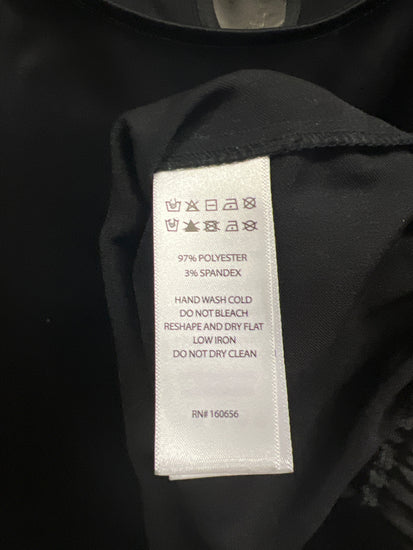 97% POLYESTER
3% SPANDEX
HAND WASH COLD
DO NOT BLEACH
RESHAPE AND DRY FLAT
LOW IRON
DO NOT DRY CLEAN
RN# 160656